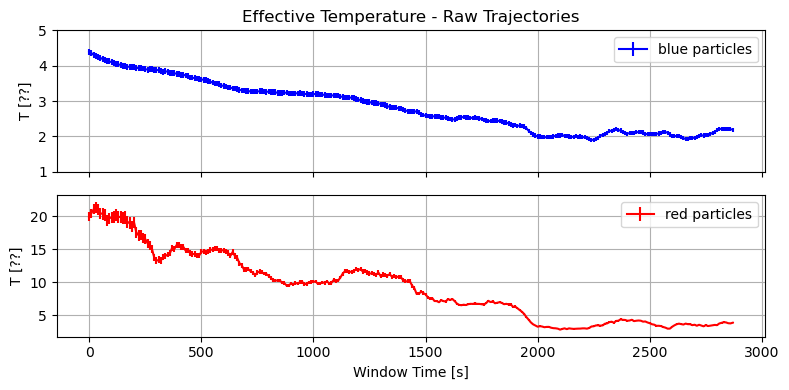 Effective Temperature - Raw Trajectories
5
4
3
2
1
T [??]
blue particles
20
15
10
5
T [??]
red particles
0 500 1000 1500 2000 2500 3000
Window Time [s]